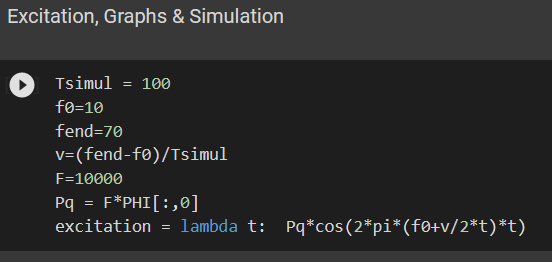 Excitation, Graphs & Simulation
Tsimul = 100
f0=10
fend=70
v=(fend-f0)/Tsimul
F=10000
Pq = F*PHI[:,0]
excitation = lambda t:  Pq*cos(2*pi*(f0+v/2*t)*t)